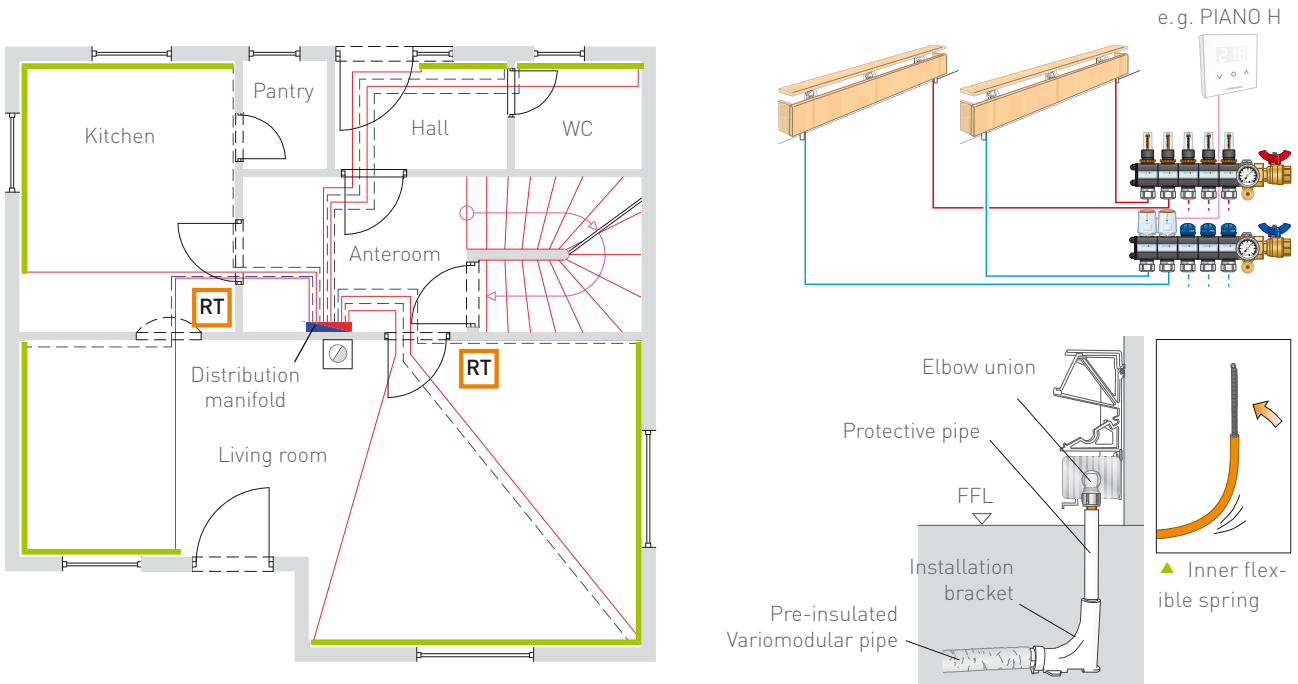 Pantry
Kitchen
Hall
WC
Anteroom
RT
RT
Distribution
manifold
Living room
e.g. PIANO H
Elbow union
Protective pipe
FFL
Installation
bracket
Pre-insulated
Variomodular pipe
▲ Inner flex-
ible spring